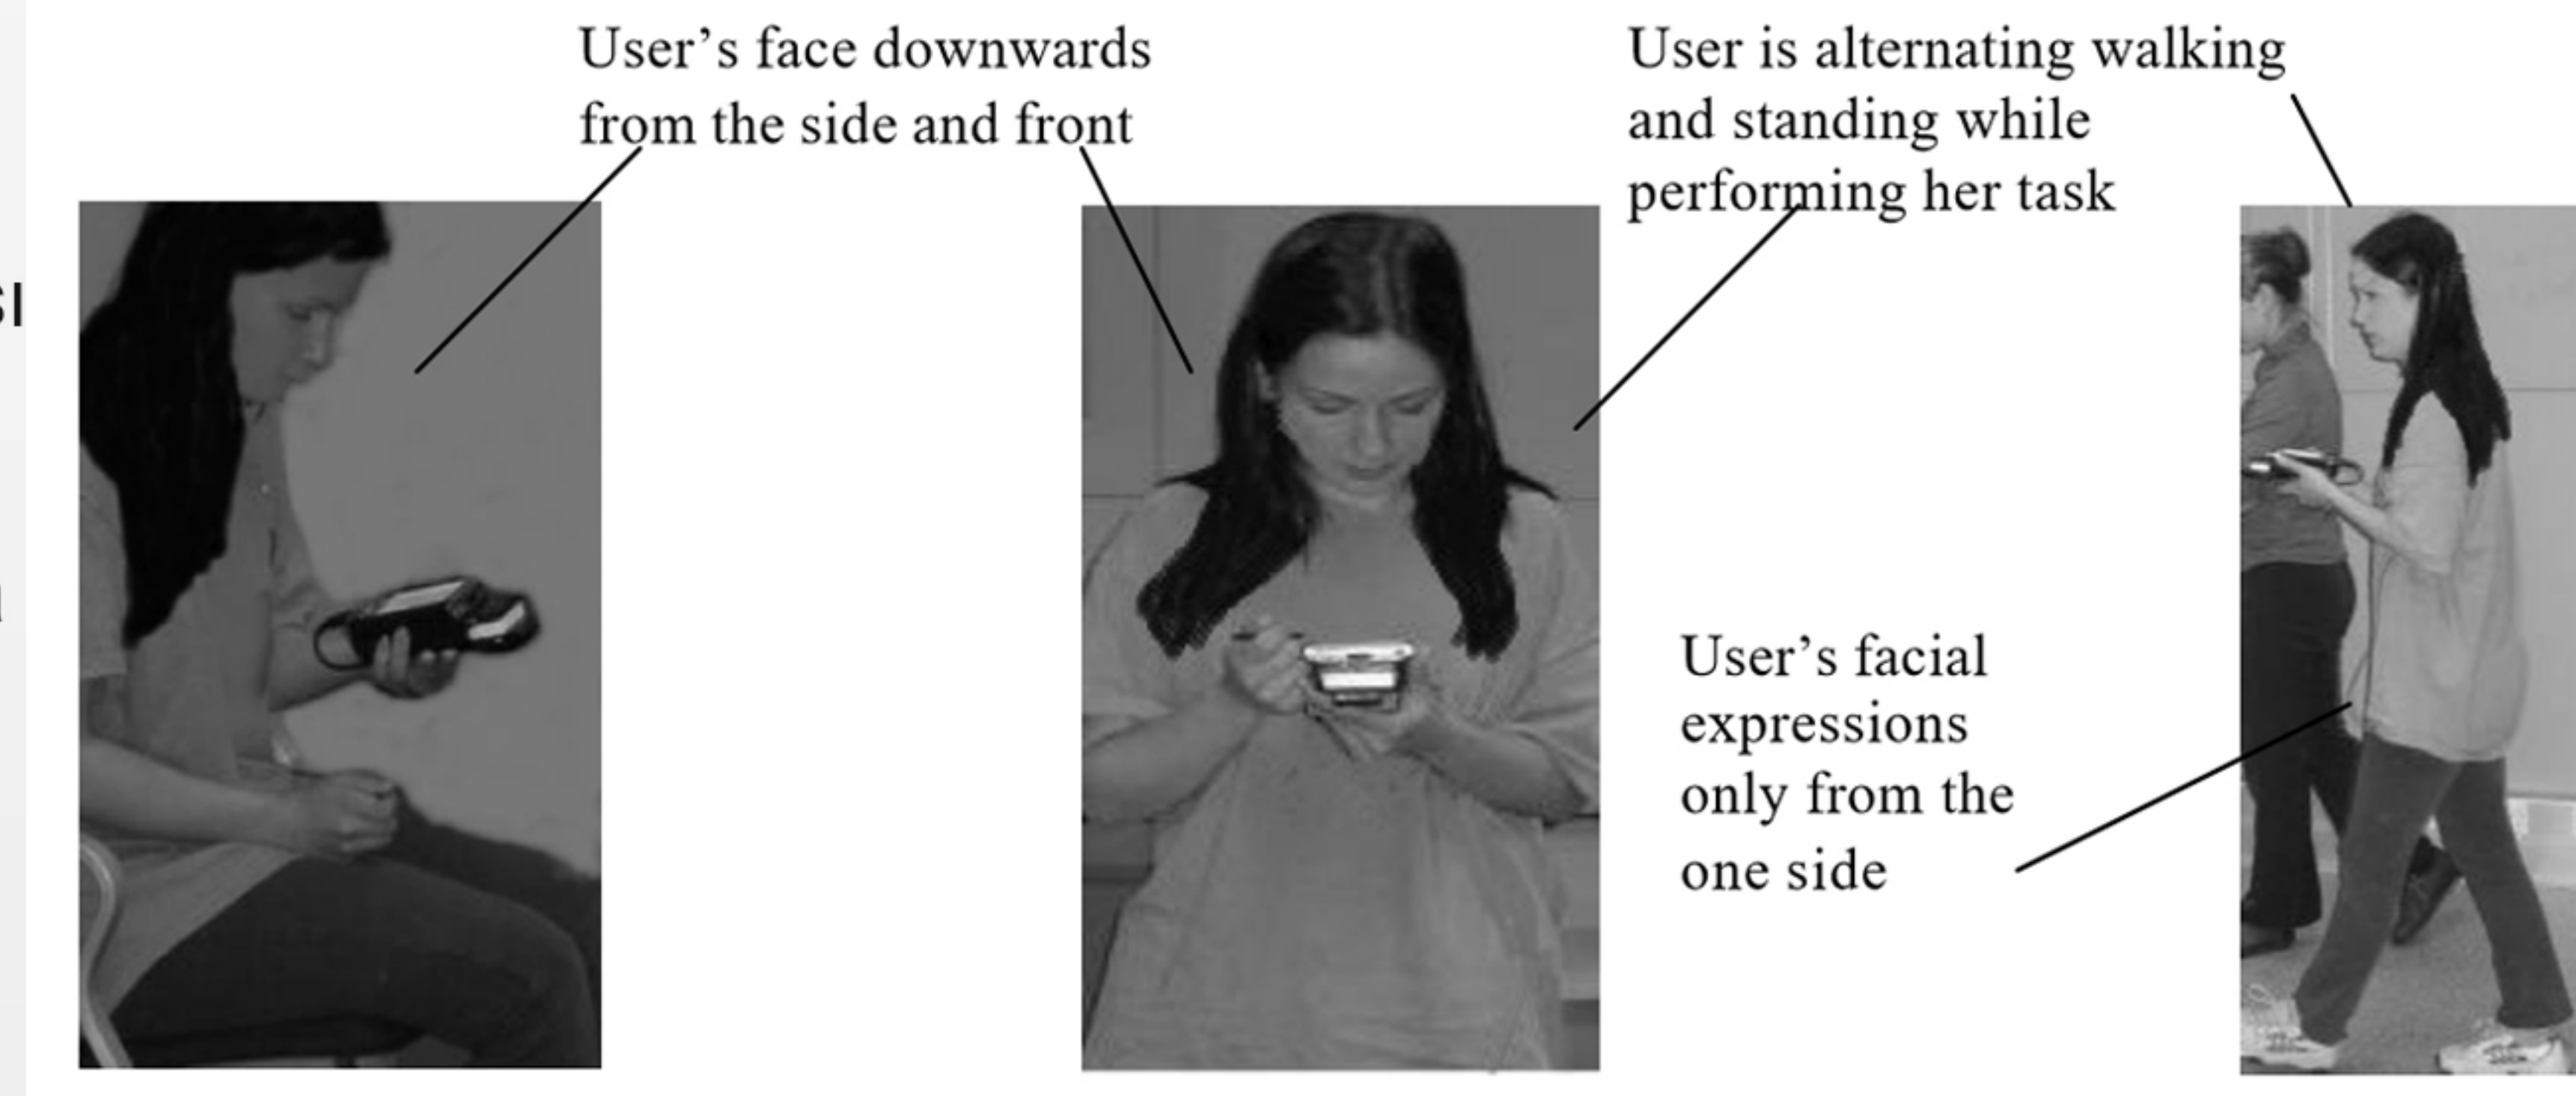 User's face downwards
from the side and front
User is alternating walking
and standing while
performing her task
User's facial
expressions
only from the
one side